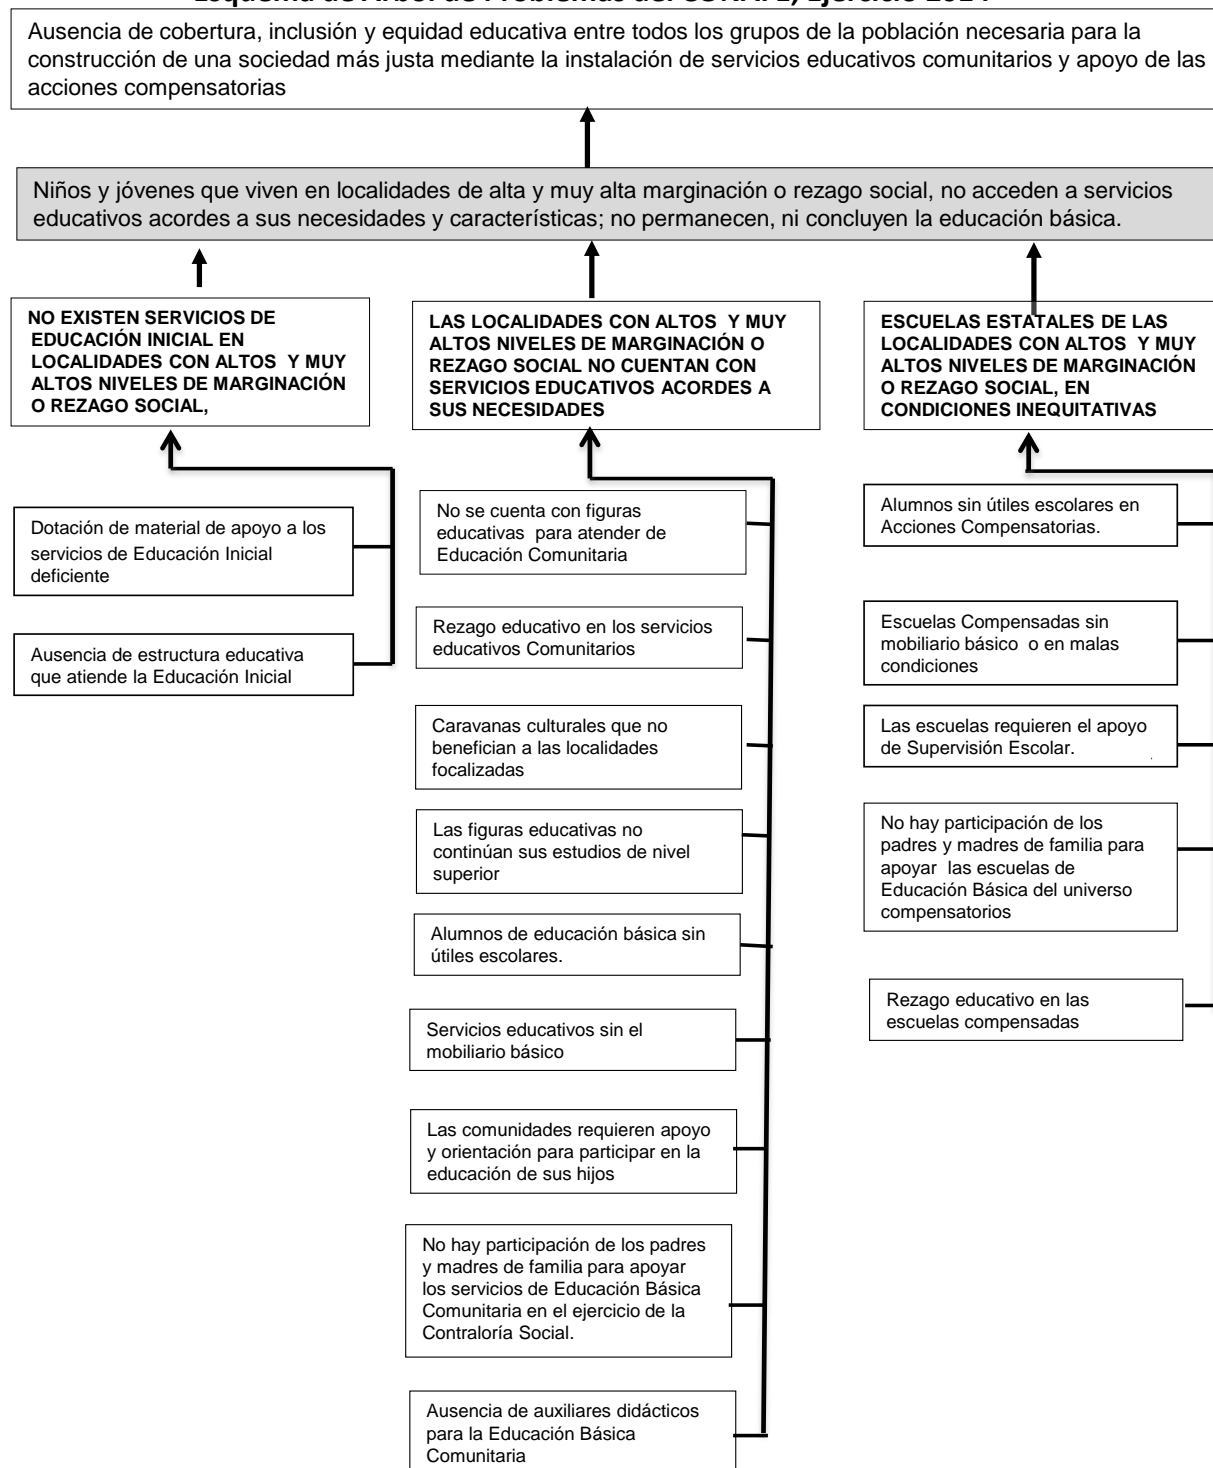 Esquema de Árbol de Problemas del CONAFE, Ejercicio 2014
Ausencia de cobertura, inclusión y equidad educativa entre todos los grupos de la población necesaria para la
construcción de una sociedad más justa mediante la instalación de servicios educativos comunitarios y apoyo de las
acciones compensatorias
Niños y jóvenes que viven en localidades de alta y muy alta marginación o rezago social, no acceden a servicios
educativos acordes a sus necesidades y características; no permanecen, ni concluyen la educación básica.
NO EXISTEN SERVICIOS DE
EDUCACIÓN INICIAL EN
LOCALIDADES CON ALTOS Y MUY
ALTOS NIVELES DE MARGINACIÓN
O REZAGO SOCIAL,
Dotación de material de apoyo a los
servicios de Educación Inicial
deficiente
Ausencia de estructura educativa
que atiende la Educación Inicial
LAS LOCALIDADES CON ALTOS Y MUY
ALTOS NIVELES DE MARGINACIÓN O
REZAGO SOCIAL NO CUENTAN CON
SERVICIOS EDUCATIVOS ACORDES A
SUS NECESIDADES
No se cuenta con figuras
educativas para atender de
Educación Comunitaria
Rezago educativo en los servicios
educativos Comunitarios
Caravanas culturales que no
benefician a las localidades
focalizadas
Las figuras educativas no
continúan sus estudios de nivel
superior
Alumnos de educación básica sin
útiles escolares.
Servicios educativos sin el
mobiliario básico
Las comunidades requieren apoyo
y orientación para participar en la
educación de sus hijos
No hay participación de los padres
y madres de familia para apoyar
los servicios de Educación Básica
Comunitaria en el ejercicio de la
Contraloría Social.
Ausencia de auxiliares didácticos
para la Educación Básica
Comunitaria
ESCUELAS ESTATALES DE LAS
LOCALIDADES CON ALTOS Y MUY
ALTOS NIVELES DE MARGINACIÓN
O REZAGO SOCIAL, EN
CONDICIONES INEQUITATIVAS
Alumnos sin útiles escolares en
Acciones Compensatorias.
Escuelas Compensadas sin
mobiliario básico o en malas
condiciones
Las escuelas requieren el apoyo
de Supervisión Escolar.
No hay participación de los
padres y madres de familia para
apoyar las escuelas de
Educación Básica del universo
compensatorios
Rezago educativo en las
escuelas compensadas